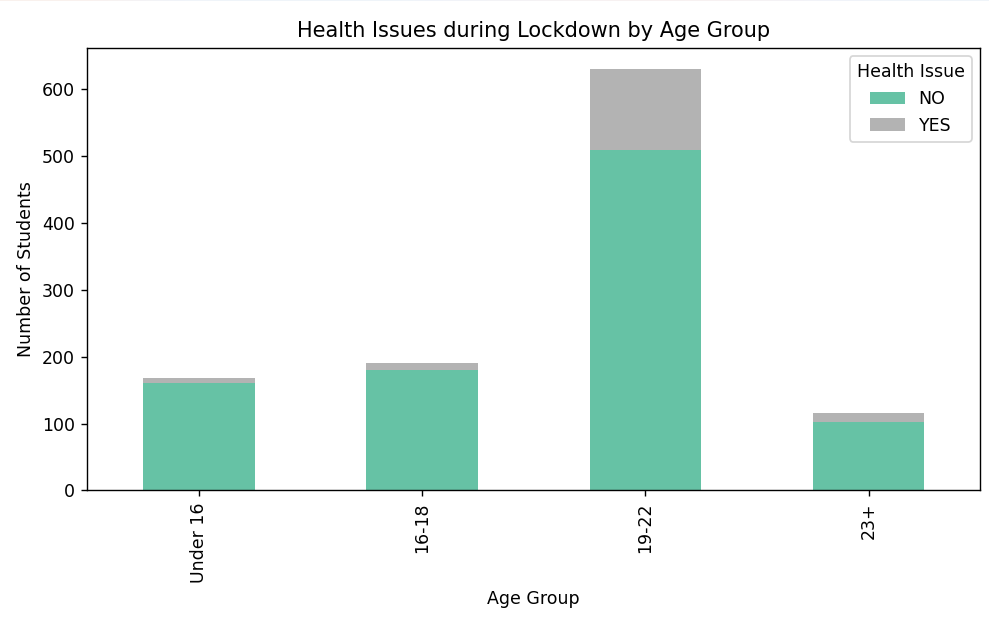 Health Issues during Lockdown by Age Group
Health Issue
NO
YES
Number of Students
600
500
400
300
200
100
0
Under 16
16-18
19-22
23+
Age Group